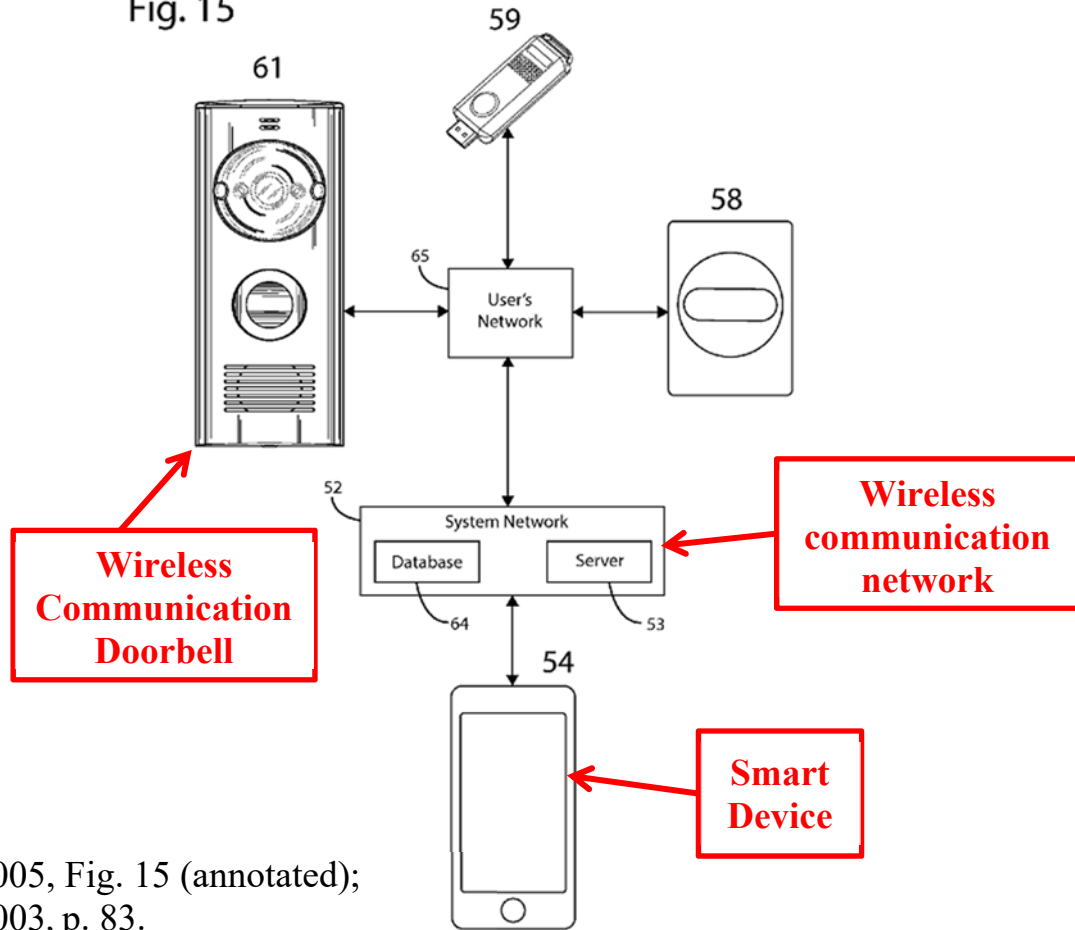 Fig. 15
59
61
58
65
User's
Network
52
System Network
Database
Server
64
53
Wireless
Communication
Doorbell
Wireless
communication
network
54
Smart
Device
005, Fig. 15 (annotated);
003, p. 83.